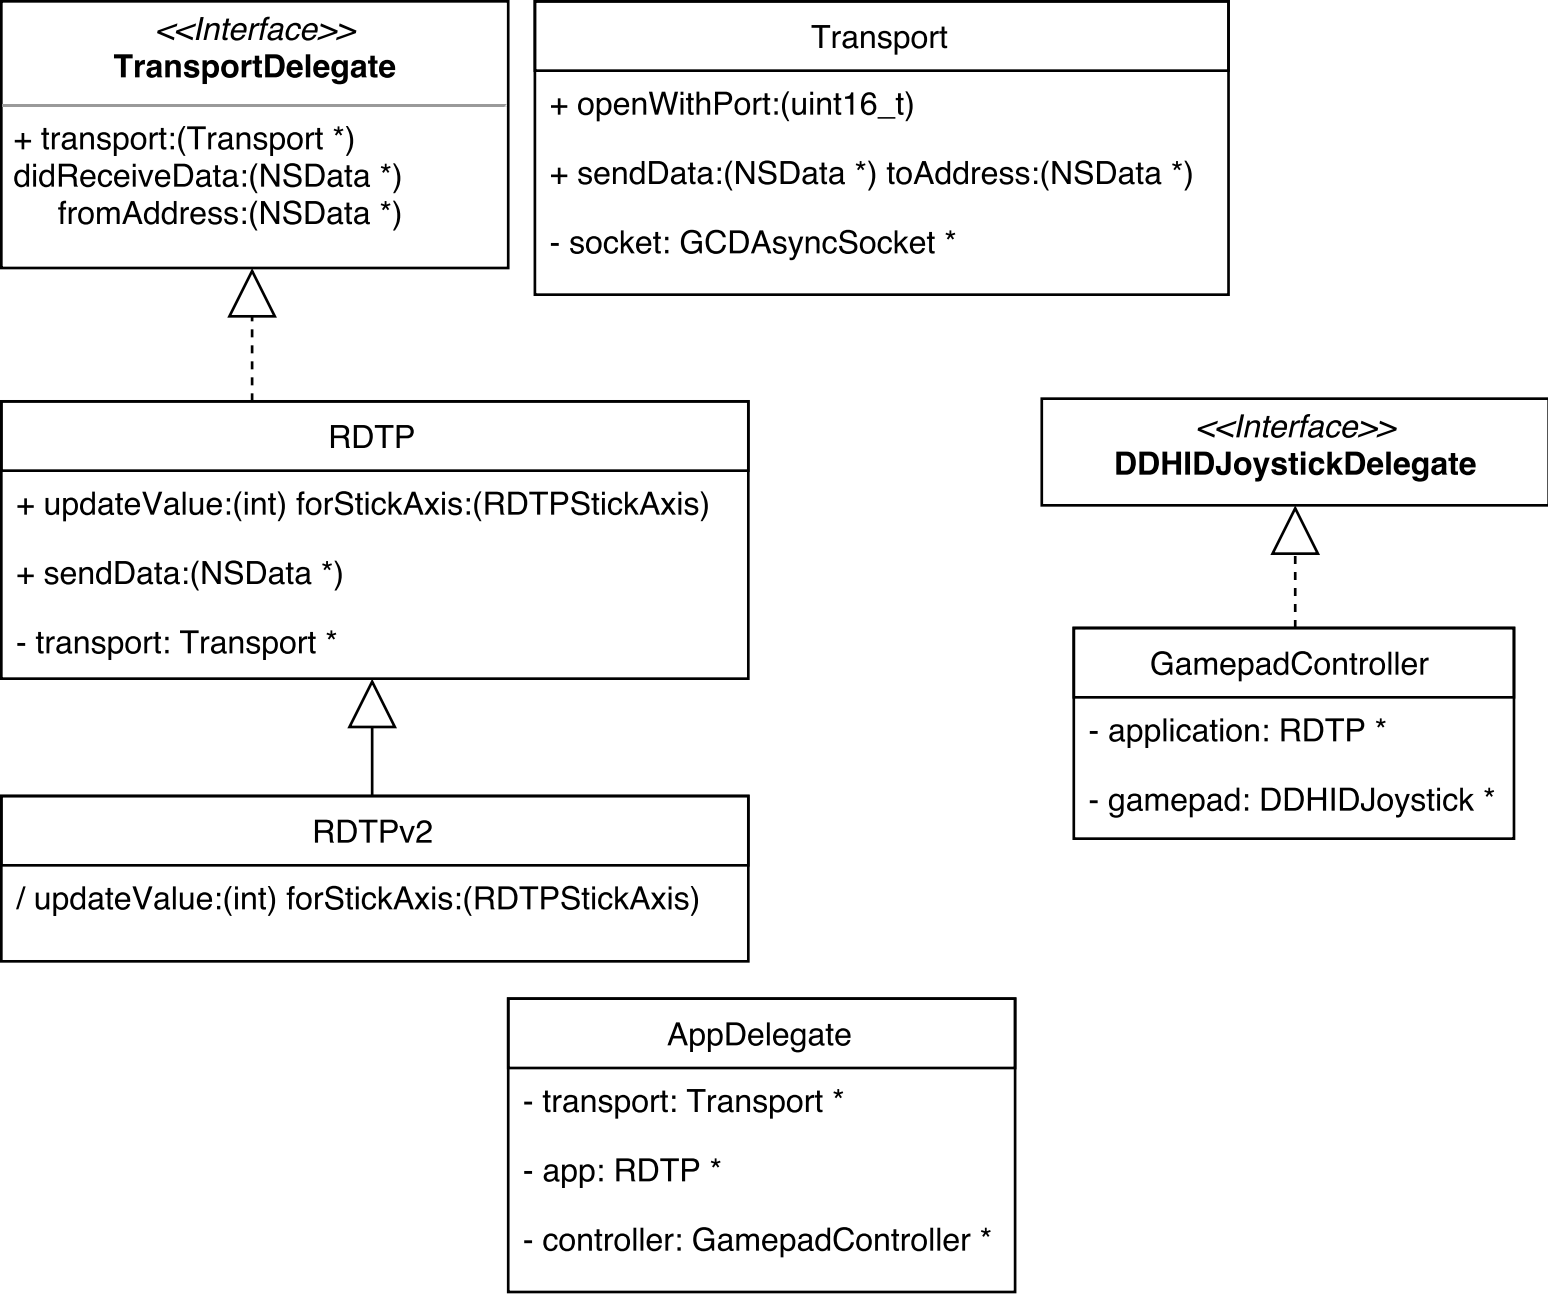 <<Interface>>
TransportDelegate
+ transport:(Transport *)
didReceiveData:(NSData *)
fromAddress:(NSData *)
Transport
+ openWithPort:(uint16_t)
+ sendData:(NSData *) toAddress:(NSData *)
- socket: GCDAsyncSocket *
RDTP
+ updateValue:(int) forStickAxis:(RDTPStickAxis)
+ sendData:(NSData *)
- transport: Transport *
<<Interface>>
DDHIDJoystickDelegate
GamepadController
- application: RDTP *
- gamepad: DDHIDJoystick *
RDTPv2
/ updateValue:(int) forStickAxis:(RDTPStickAxis)
AppDelegate
- transport: Transport *
- app: RDTP *
- controller: GamepadController *